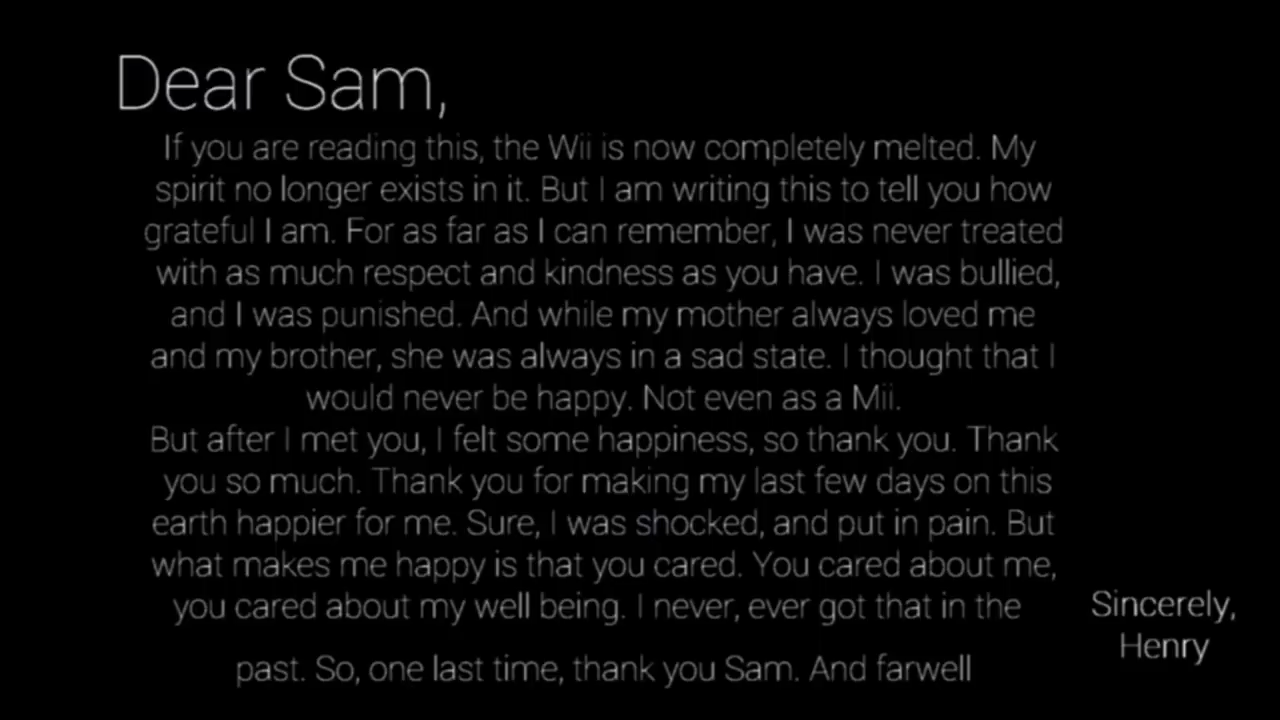 Dear Sam,
If you are reading this, the Wii is now completely melted. My
spirit no longer exists in it. But I am writing this to tell you how
grateful I am. For as far as I can remember, I was never treated
with as much respect and kindness as you have. I was bullied,
and I was punished. And while my mother always loved me
and my brother, she was always in a sad state. I thought that I
would never be happy. Not even as a Mii.
But after I met you, I felt some happiness, so thank you. Thank
you so much. Thank you for making my last few days on this
earth happier for me. Sure, I was shocked, and put in pain. But
what makes me happy is that you cared. You cared about me,
you cared about my well being. I never, ever got that in the
past. So, one last time, thank you Sam. And farwell
Sincerely,
Henry